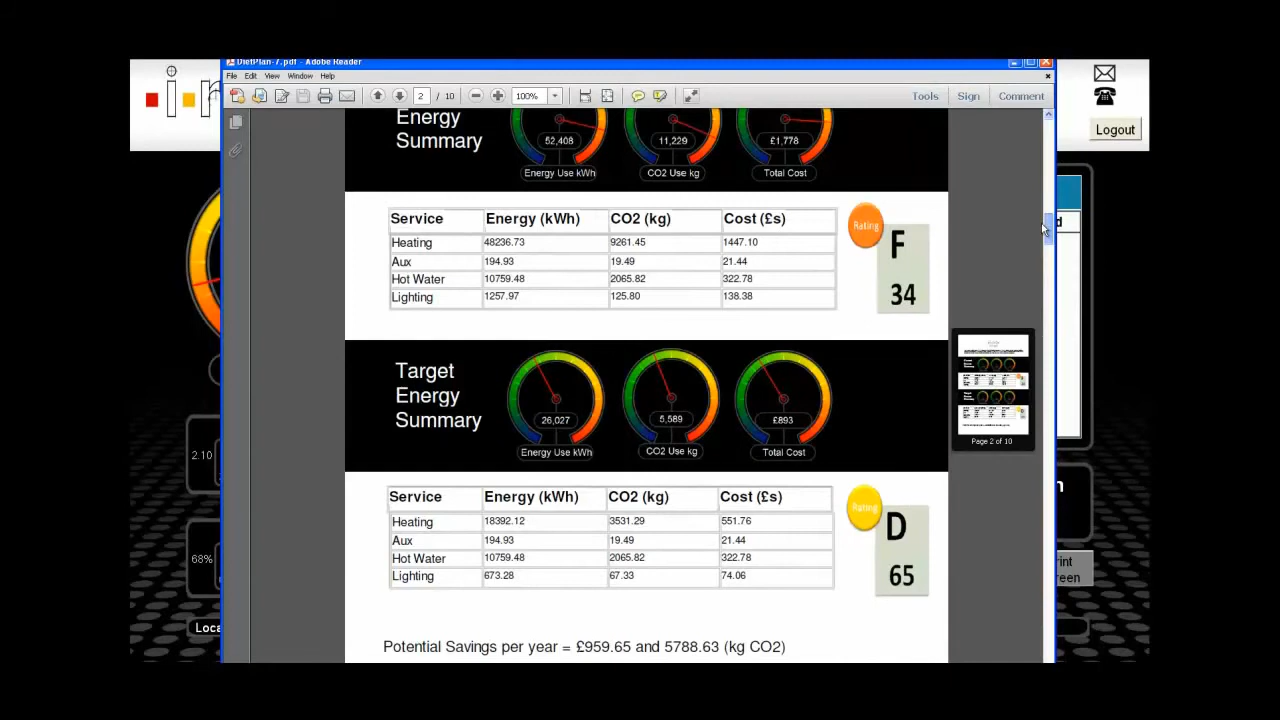 DietPlan-7.pdf - Adobe Reader
File Edit View Window Help
2 / 10 100% Tools Sign Comment
Logout
Energy
Summary
52,408 11,229 £1,778
Energy Use kWh CO2 Use kg Total Cost
Service Energy (kWh) CO2 (kg) Cost (£s)
Heating 48236.73 9261.45 1447.10
Aux 194.93 19.49 21.44
Hot Water 10759.48 2065.82 322.78
Lighting 1257.97 125.80 138.38
Rating
F
34
Target
Energy
Summary
26,027 5,589 £893
Energy Use kWh CO2 Use kg Total Cost
Page 2 of 10
Service Energy (kWh) CO2 (kg) Cost (£s)
Heating 18392.12 3531.29 551.76
Aux 194.93 19.49 21.44
Hot Water 10759.48 2065.82 322.78
Lighting 673.28 67.33 74.06
Rating
D
65
2.10
68%
Loca
Potential Savings per year = £959.65 and 5788.63 (kg CO2)